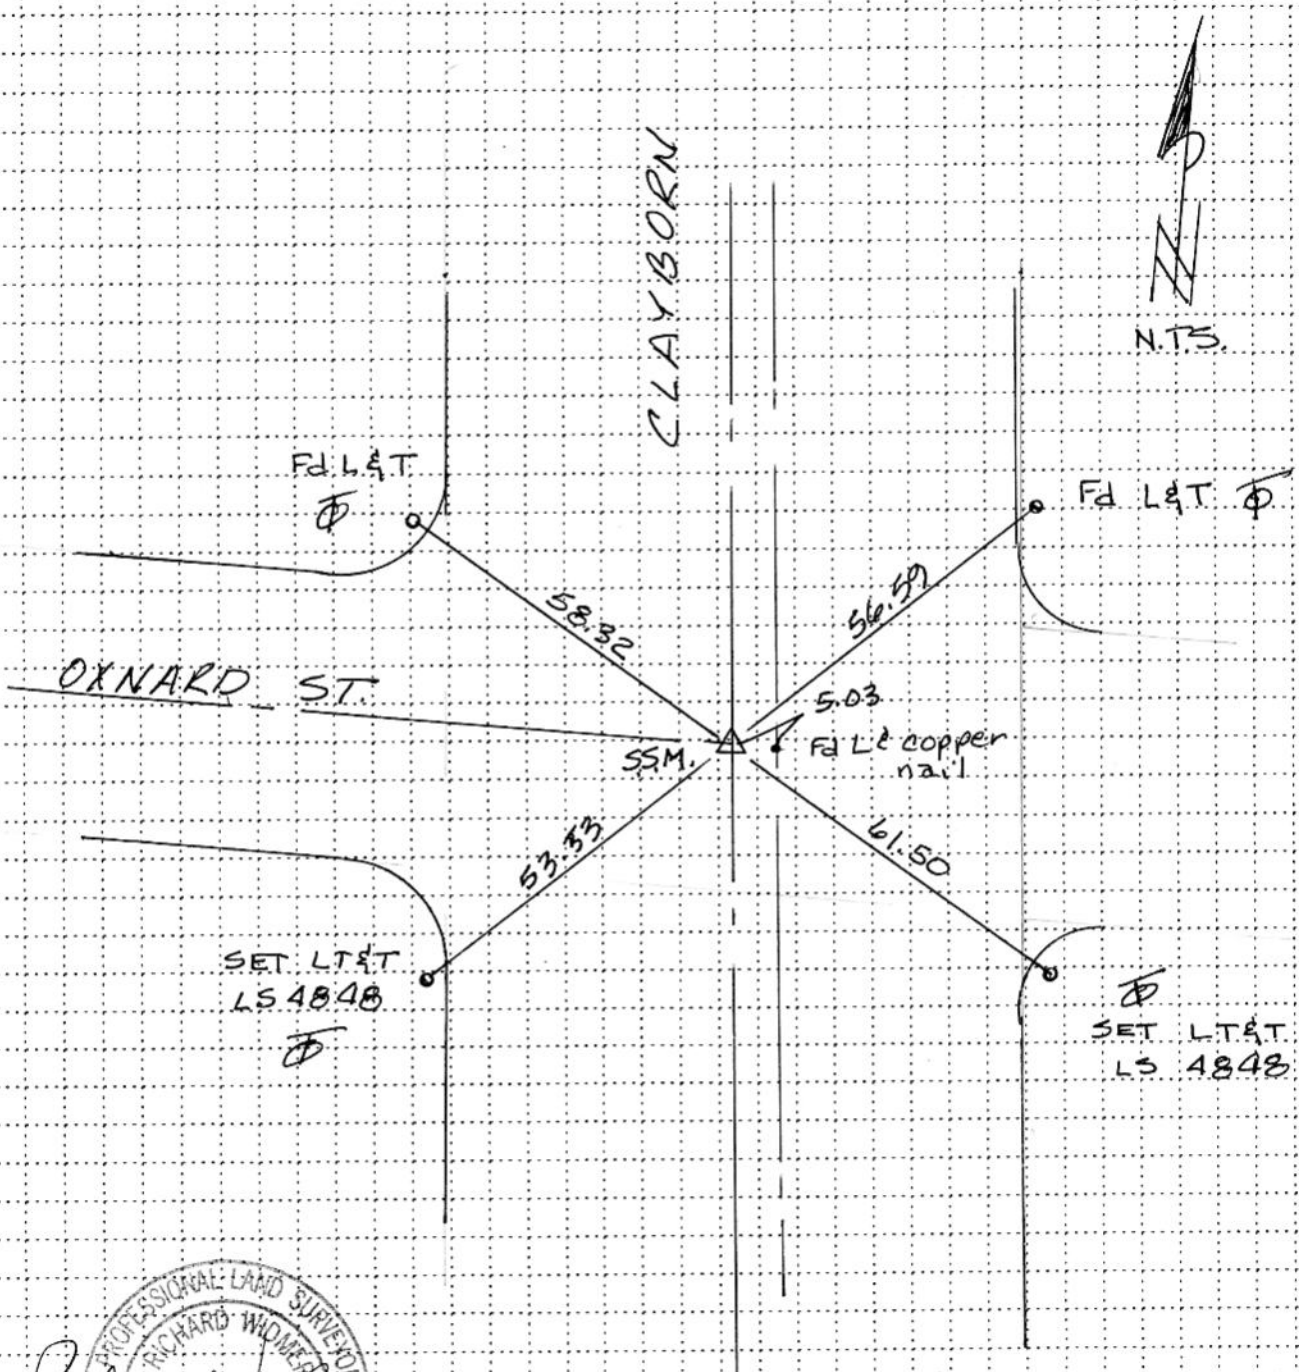 CLAYBORN
N
N.T.S.
Fd L&T
Fd L&T
58.32
56.59
OXNARD ST.
5.03
S.S.M.
Fd L& copper
nail
53.33
61.50
SET LT&T
LS 4848
SET LT&T
LS 4848
PROFESSIONAL LAND SURVEYOR
RICHARD WIDMER